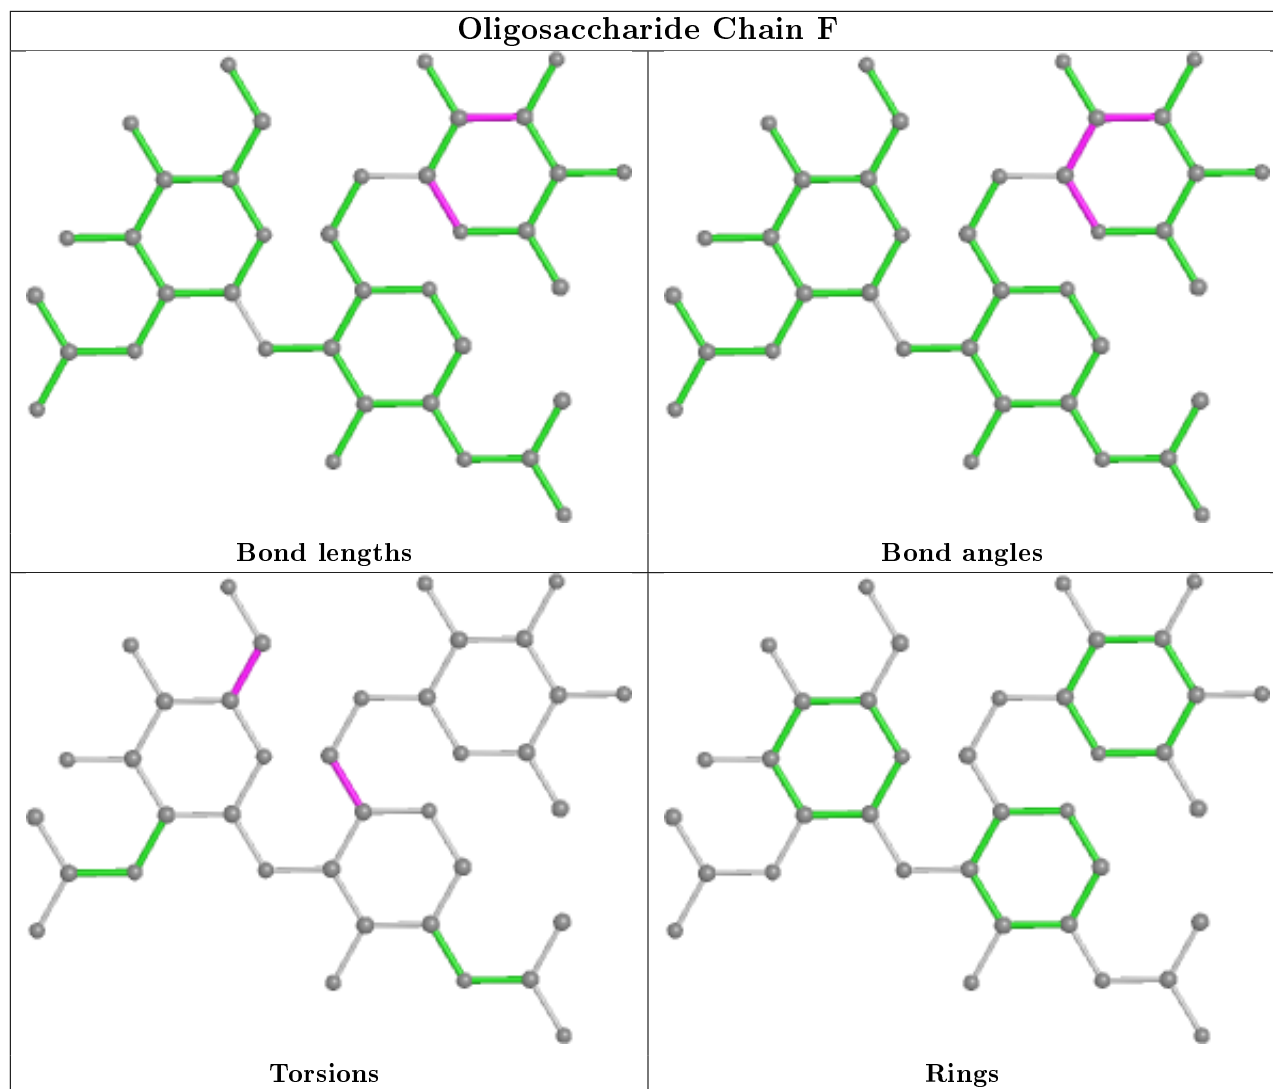 Oligosaccharide Chain F
Bond lengths
Bond angles
Torsions
Rings